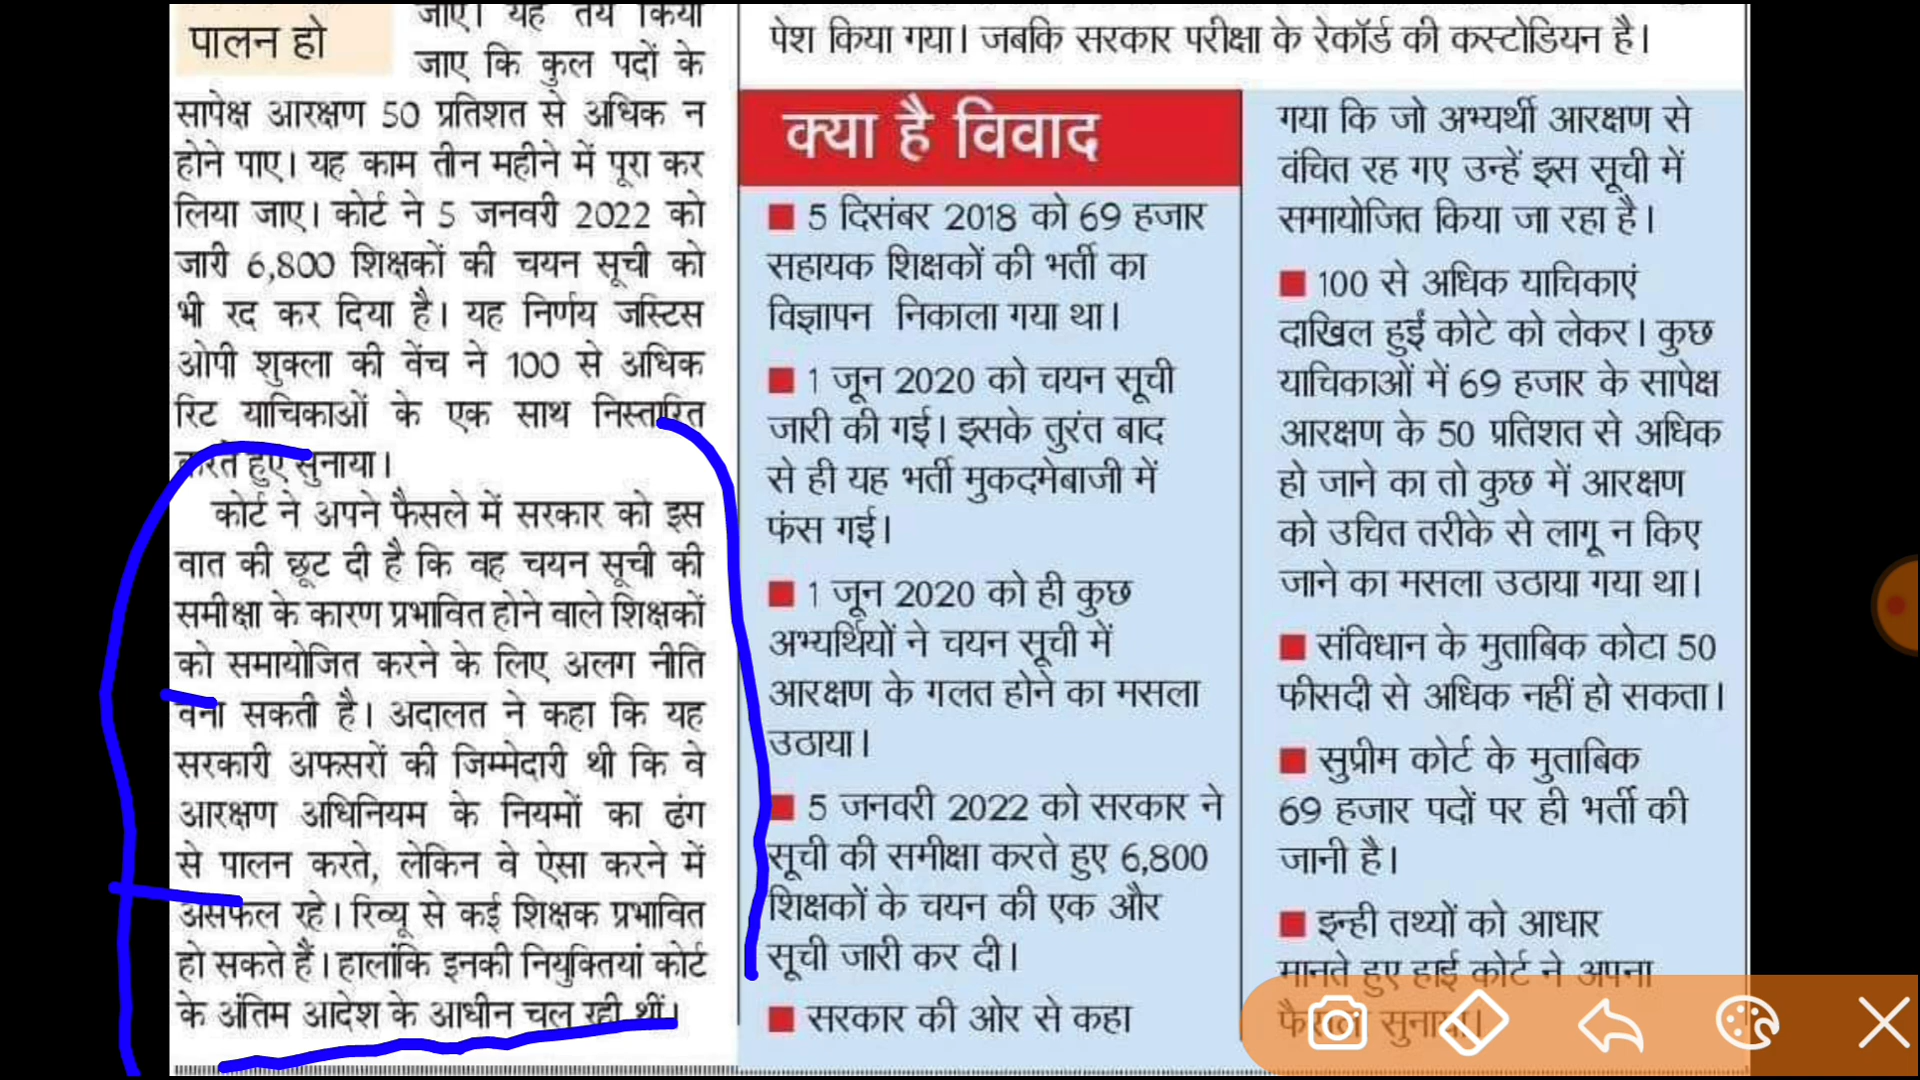 पालन हो
जाए। यह तय किया
जाए कि कुल पदों के
सापेक्ष आरक्षण 50 प्रतिशत से अधिक न
होने पाए। यह काम तीन महीने में पूरा कर
लिया जाए। कोर्ट ने 5 जनवरी 2022 को
जारी 6,800 शिक्षकों की चयन सूची को
भी रद कर दिया है। यह निर्णय जस्टिस
ओपी शुक्ला की वेंच ने 100 से अधिक
रिट याचिकाओं के एक साथ निस्तारित
करते हुए सुनाया।
कोर्ट ने अपने फैसले में सरकार को इस
वात की छूट दी है कि वह चयन सूची की
समीक्षा के कारण प्रभावित होने वाले शिक्षकों
को समायोजित करने के लिए अलग नीति
वना सकती है। अदालत ने कहा कि यह
सरकारी अफसरों की जिम्मेदारी थी कि वे
आरक्षण अधिनियम के नियमों का ढंग
से पालन करते, लेकिन वे ऐसा करने में
असफल रहे। रिव्यू से कई शिक्षक प्रभावित
हो सकते हैं। हालांकि इनकी नियुक्तियां कोर्ट
के अंतिम आदेश के आधीन चल रही थीं।
पेश किया गया। जबकि सरकार परीक्षा के रेकॉर्ड की कस्टोडियन है।
क्या है विवाद
5 दिसंबर 2018 को 69 हजार
सहायक शिक्षकों की भर्ती का
विज्ञापन निकाला गया था।
1 जून 2020 को चयन सूची
जारी की गई। इसके तुरंत बाद
से ही यह भर्ती मुकदमेबाजी में
फंस गई।
1 जून 2020 को ही कुछ
अभ्यर्थियों ने चयन सूची में
आरक्षण के गलत होने का मसला
उठाया।
5 जनवरी 2022 को सरकार ने
सूची की समीक्षा करते हुए 6,800
शिक्षकों के चयन की एक और
सूची जारी कर दी।
सरकार की ओर से कहा
गया कि जो अभ्यर्थी आरक्षण से
वंचित रह गए उन्हें इस सूची में
समायोजित किया जा रहा है।
100 से अधिक याचिकाएं
दाखिल हुईं कोटे को लेकर। कुछ
याचिकाओं में 69 हजार के सापेक्ष
आरक्षण के 50 प्रतिशत से अधिक
हो जाने का तो कुछ में आरक्षण
को उचित तरीके से लागू न किए
जाने का मसला उठाया गया था।
संविधान के मुताबिक कोटा 50
फीसदी से अधिक नहीं हो सकता।
सुप्रीम कोर्ट के मुताबिक
69 हजार पदों पर ही भर्ती की
जानी है।
इन्ही तथ्यों को आधार
मानते हुए हाई कोर्ट ने अपना
फैसला सुनाया।